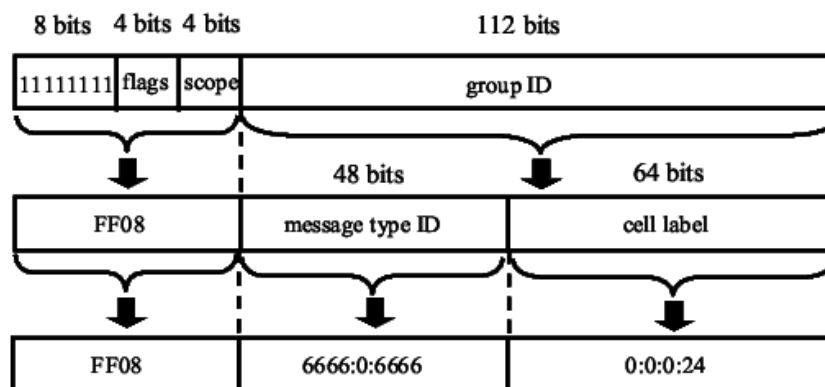 8 bits 4 bits 4 bits 112 bits
11111111 flags scope group ID
48 bits 64 bits
FF08 message type ID cell label
FF08 6666:0:6666 0:0:0:24